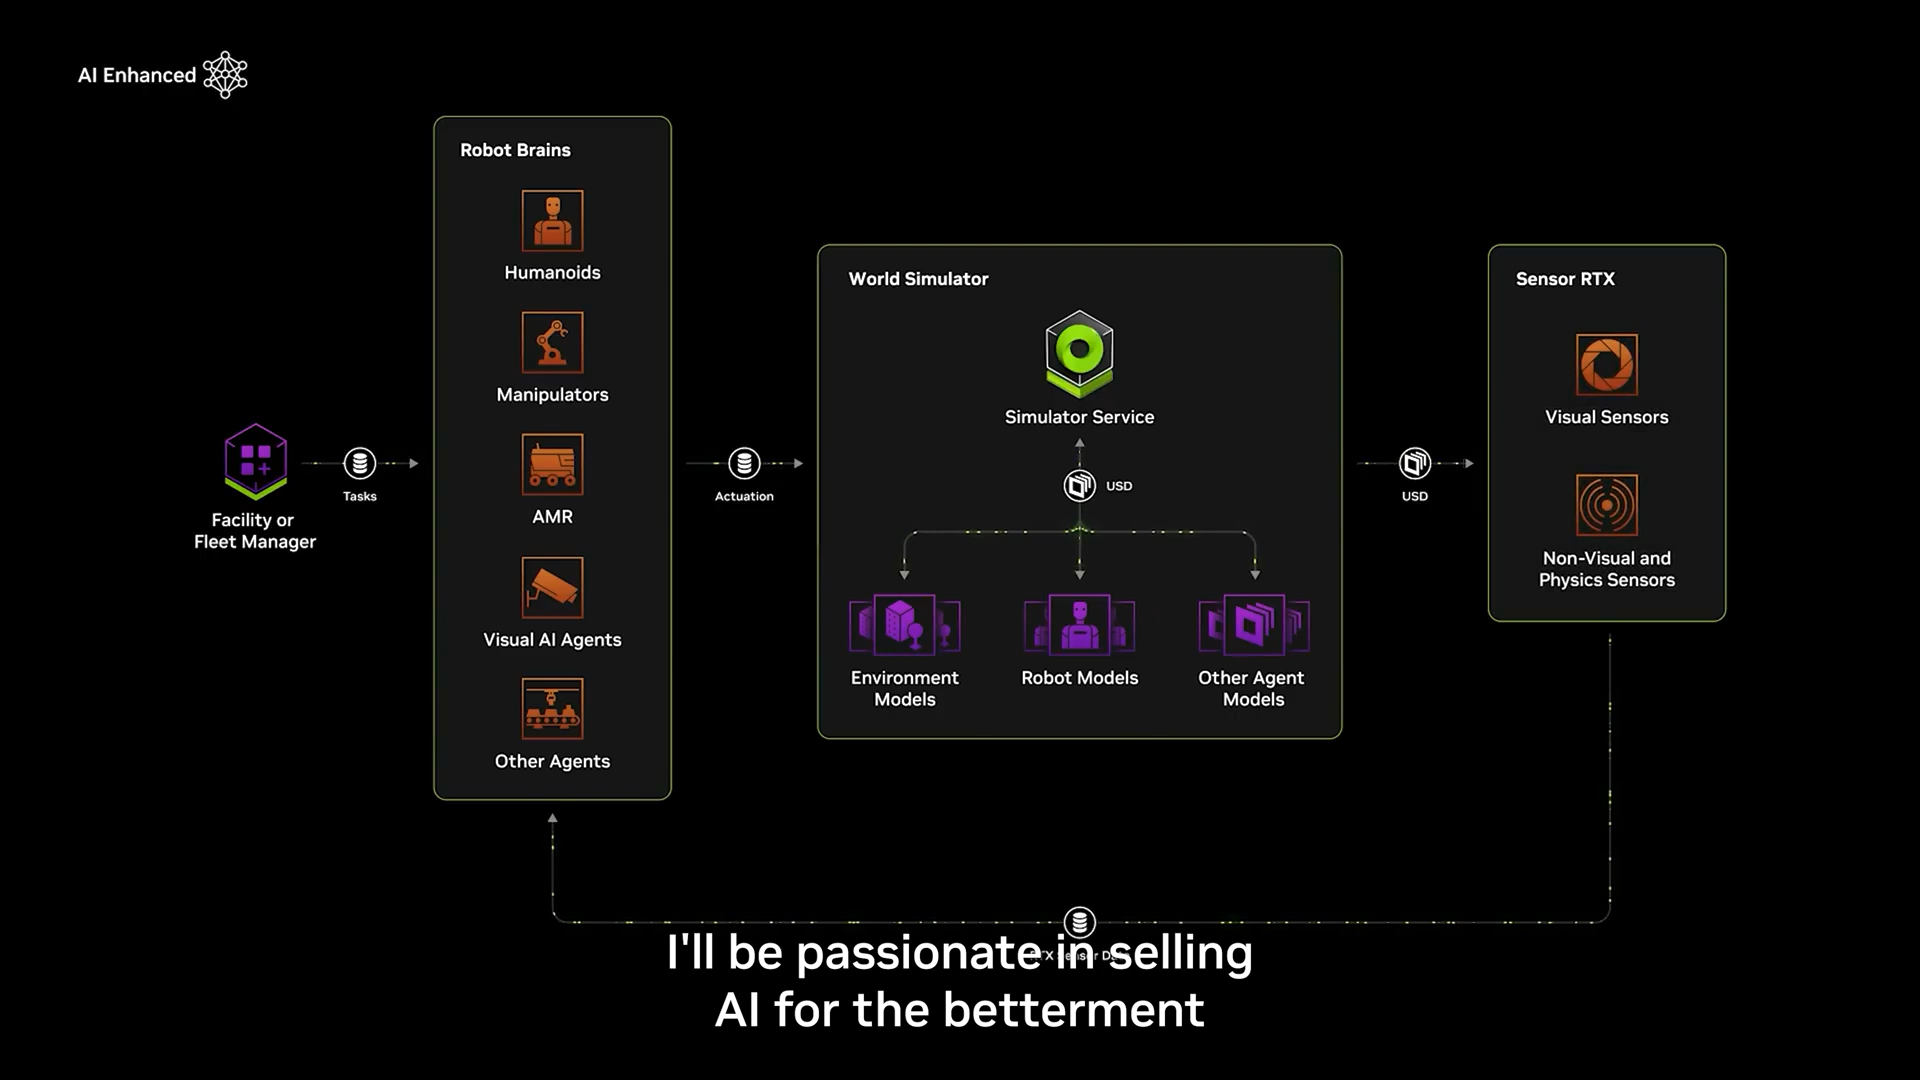 AI Enhanced
Robot Brains
Humanoids
Manipulators
AMR
Visual AI Agents
Other Agents
Facility or
Fleet Manager
Tasks
Actuation
World Simulator
Simulator Service
USD
Environment
Models
Robot Models
Other Agent
Models
USD
Sensor RTX
Visual Sensors
Non-Visual and
Physics Sensors
I'll be passionate in selling
AI for the betterment